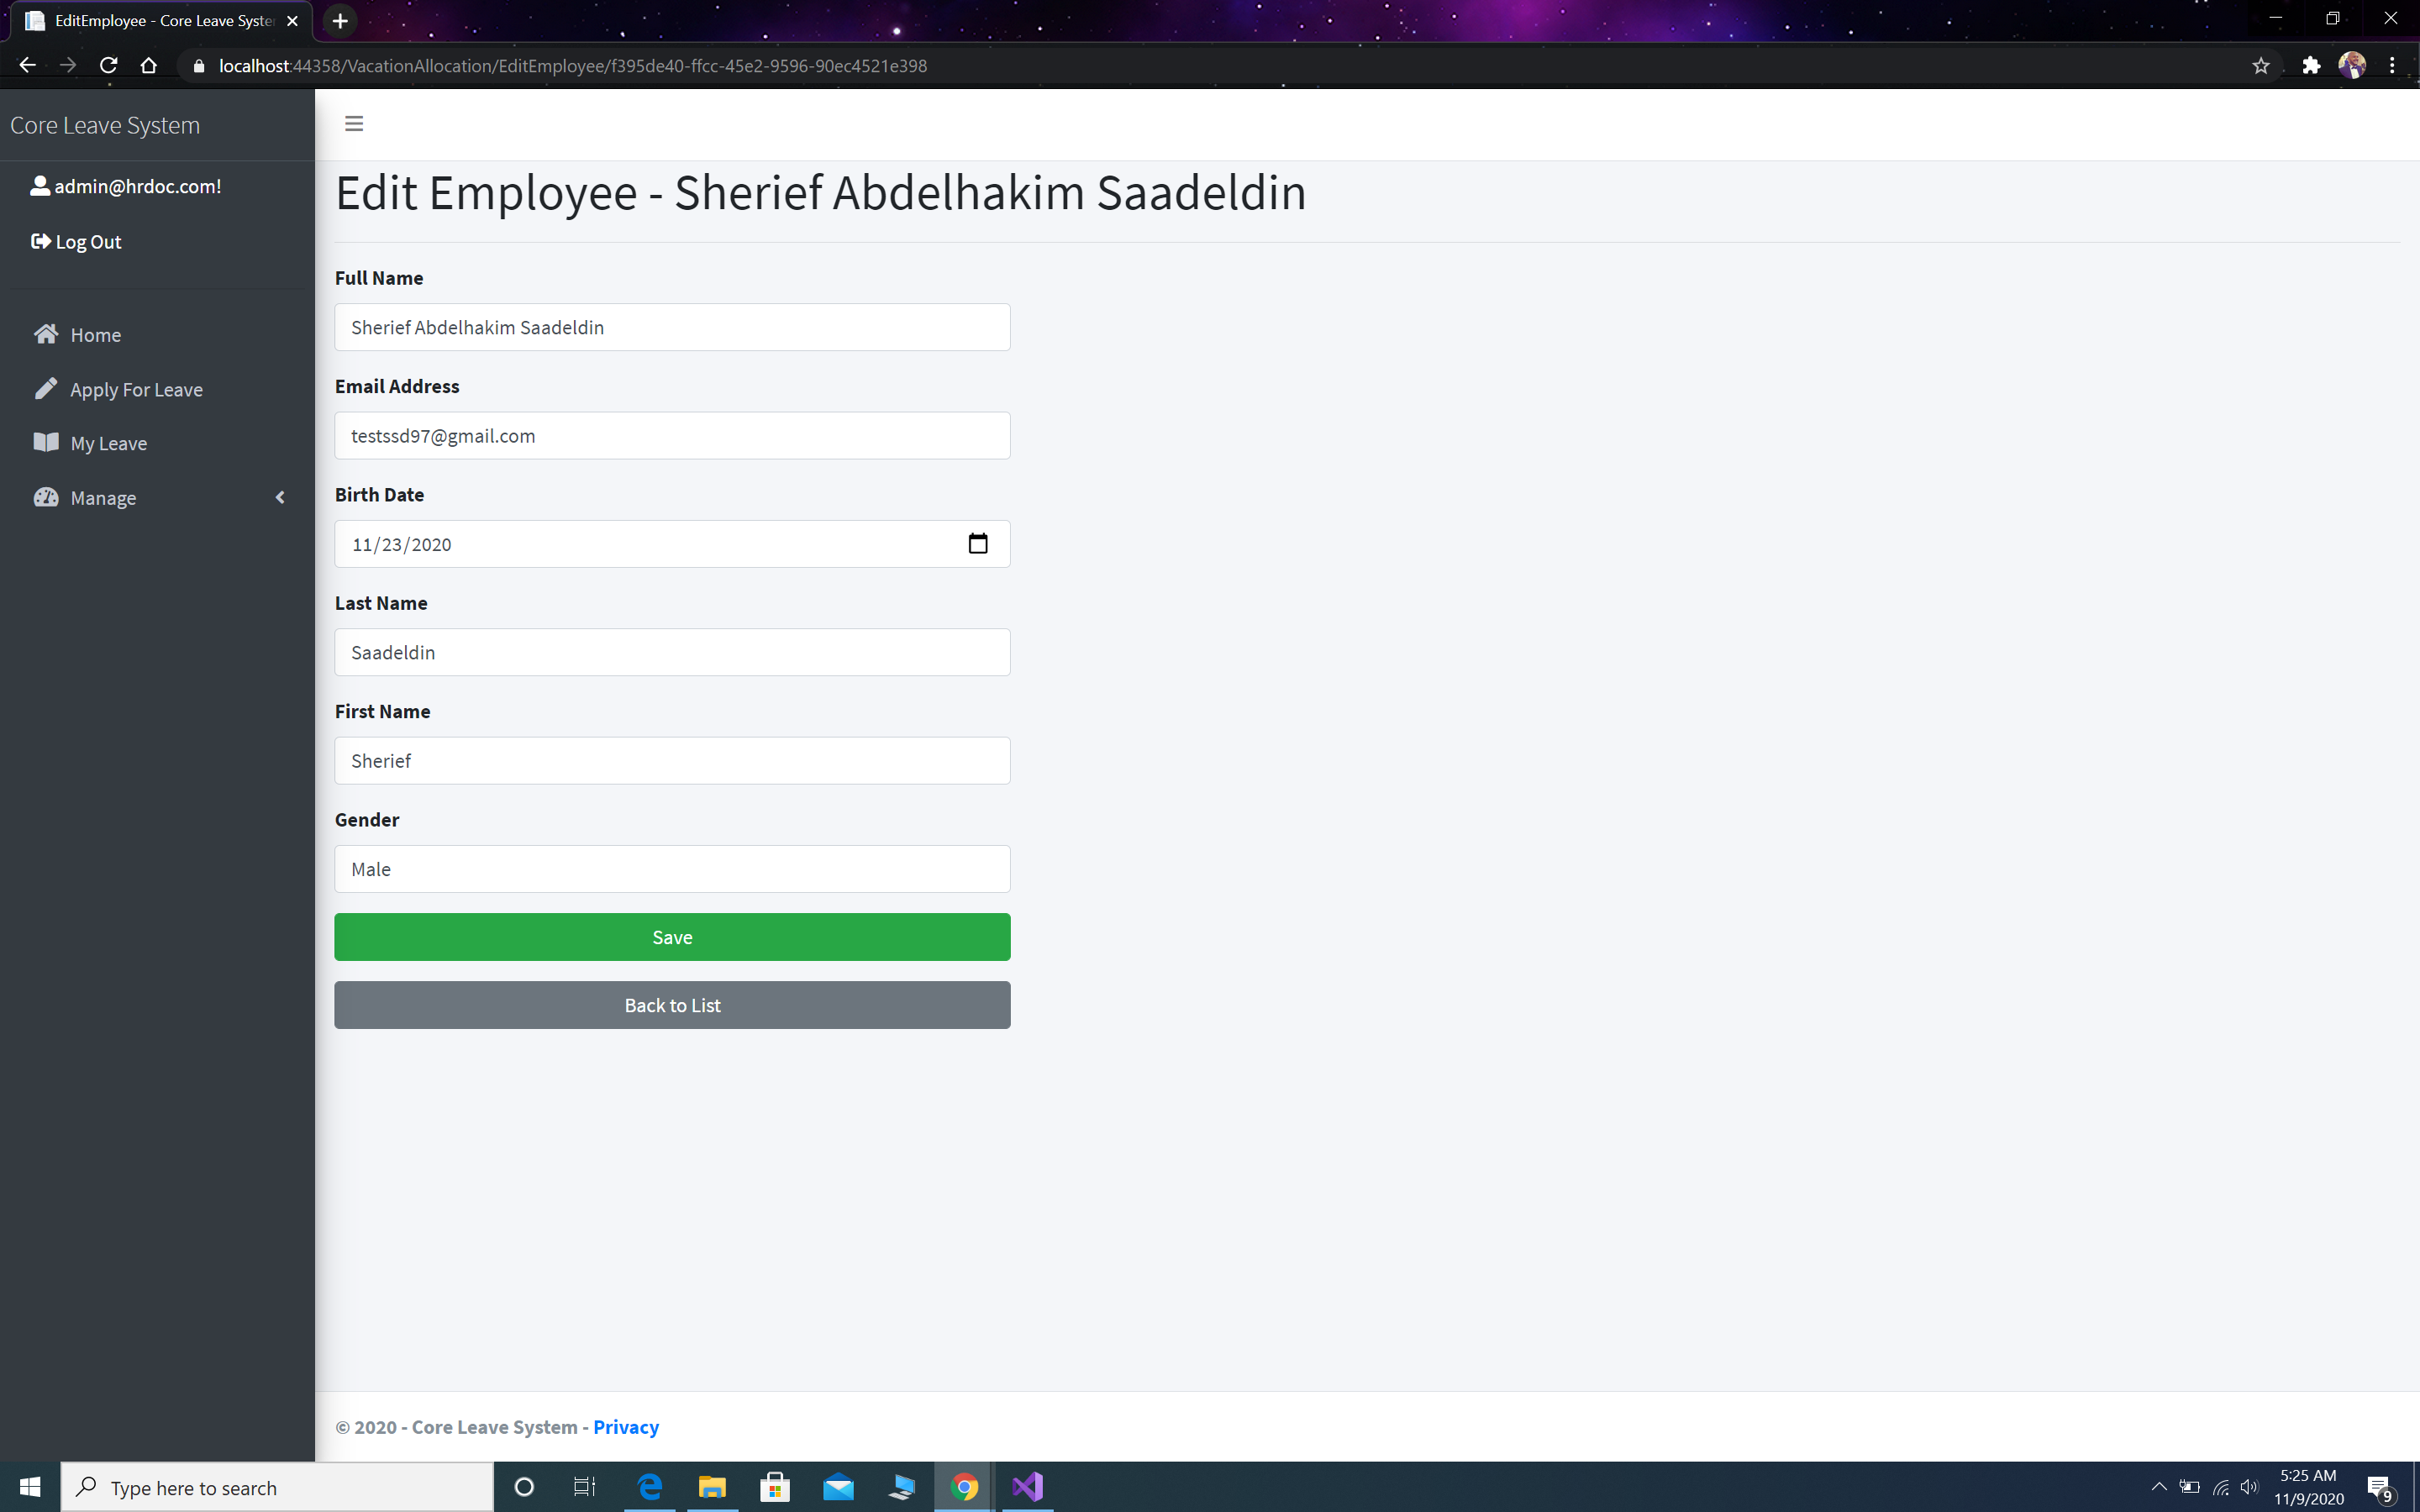 EditEmployee - Core Leave Syste
localhost:44358/VacationAllocation/EditEmployee/f395de40-ffcc-45e2-9596-90ec4521e398
Core Leave System
admin@hrdoc.com!
Log Out
Home
Apply For Leave
My Leave
Manage
Edit Employee - Sherief Abdelhakim Saadeldin
Full Name
Sherief Abdelhakim Saadeldin
Email Address
testssd97@gmail.com
Birth Date
11/23/2020
Last Name
Saadeldin
First Name
Sherief
Gender
Male
Save
Back to List
© 2020 - Core Leave System - Privacy
Type here to search
5:25 AM
11/9/2020
9